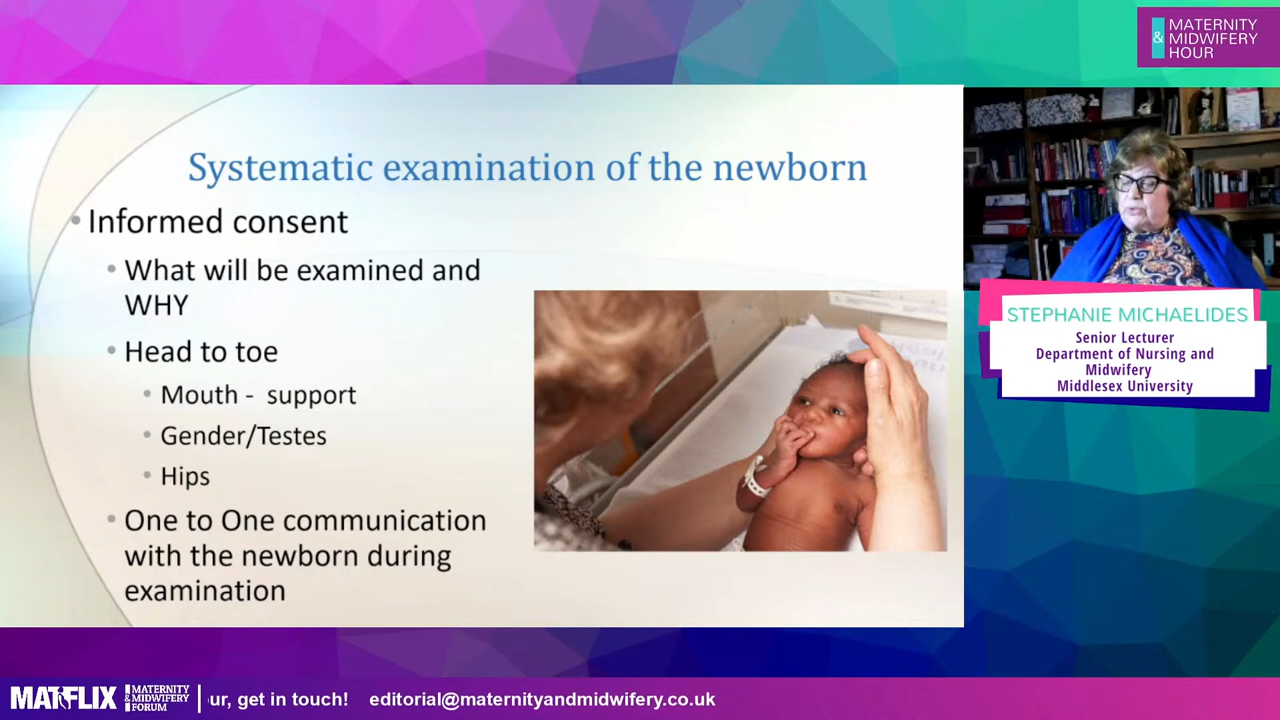 MATERNITY
& MIDWIFERY
HOUR
Systematic examination of the newborn
• Informed consent
• What will be examined and
WHY
• Head to toe
• Mouth - support
• Gender/Testes
• Hips
• One to One communication
with the newborn during
examination
STEPHANIE MICHAELIDES
Senior Lecturer
Department of Nursing and
Midwifery
Middlesex University
MATFLIX
MATERNITY
& MIDWIFERY
FORUM
ur, get in touch! editorial@maternityandmidwifery.co.uk